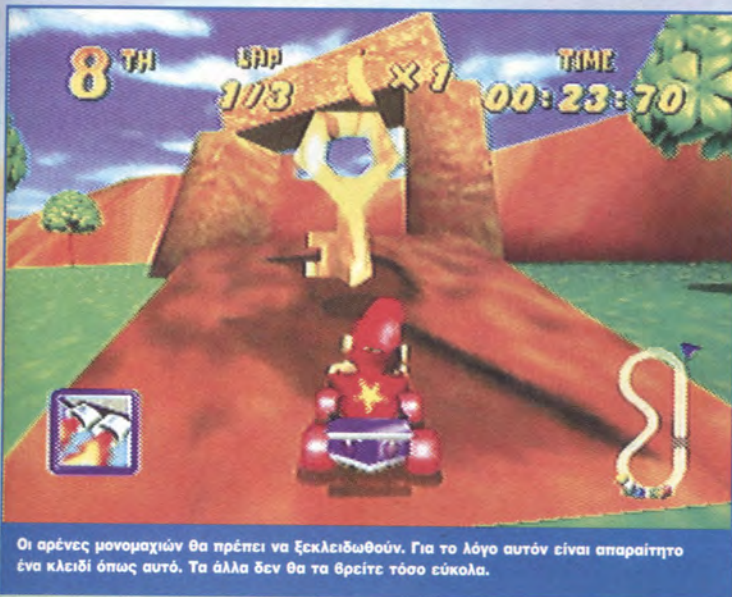 8TH LAP TIME
1/3 ×1 00:23:70
Οι αρένες μονομαχιών θα πρέπει να ξεκλειδωθούν. Για το λόγο αυτόν είναι απαραίτητο
ένα κλειδί όπως αυτό. Τα άλλα δεν θα τα βρείτε τόσο εύκολα.